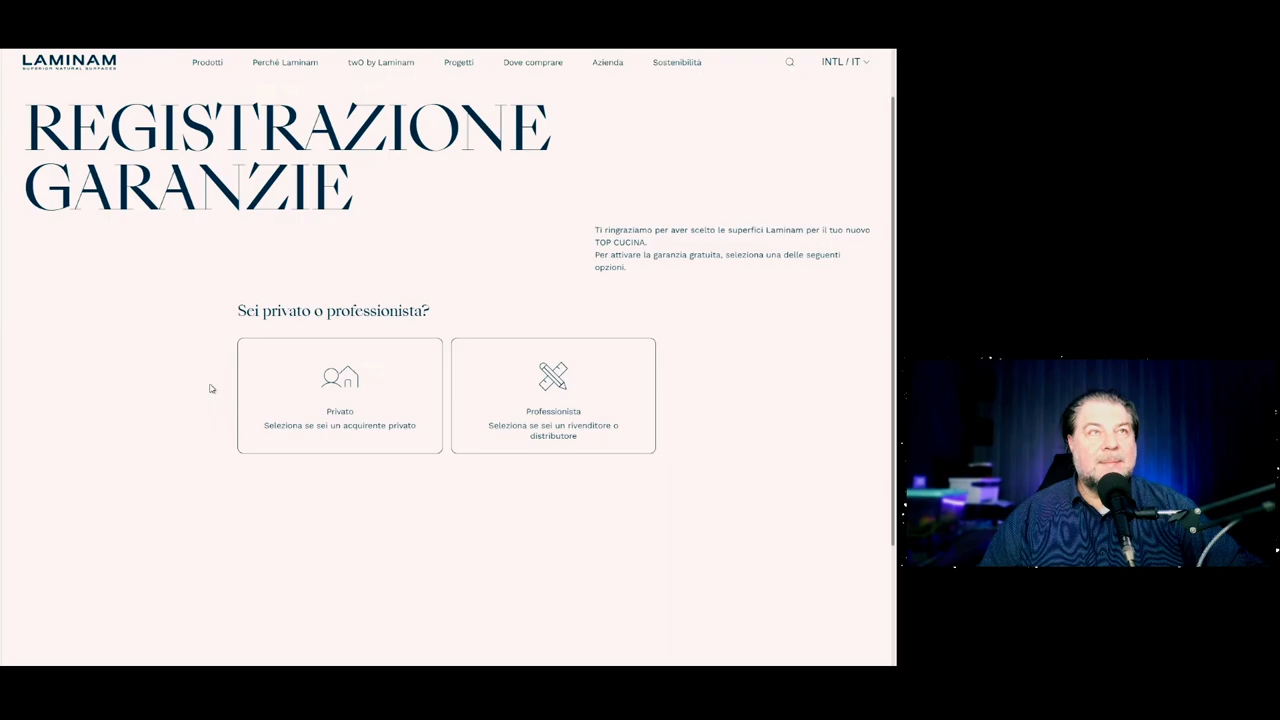 LAMINAM
SUPERIOR NATURAL SURFACES
Prodotti
Perché Laminam
twO by Laminam
Progetti
Dove comprare
Azienda
Sostenibilità
INTL / IT
REGISTRAZIONE
GARANZIE
Ti ringraziamo per aver scelto le superfici Laminam per il tuo nuovo
TOP CUCINA.
Per attivare la garanzia gratuita, seleziona una delle seguenti
opzioni.
Sei privato o professionista?
Privato
Seleziona se sei un acquirente privato
Professionista
Seleziona se sei un rivenditore o
distributore